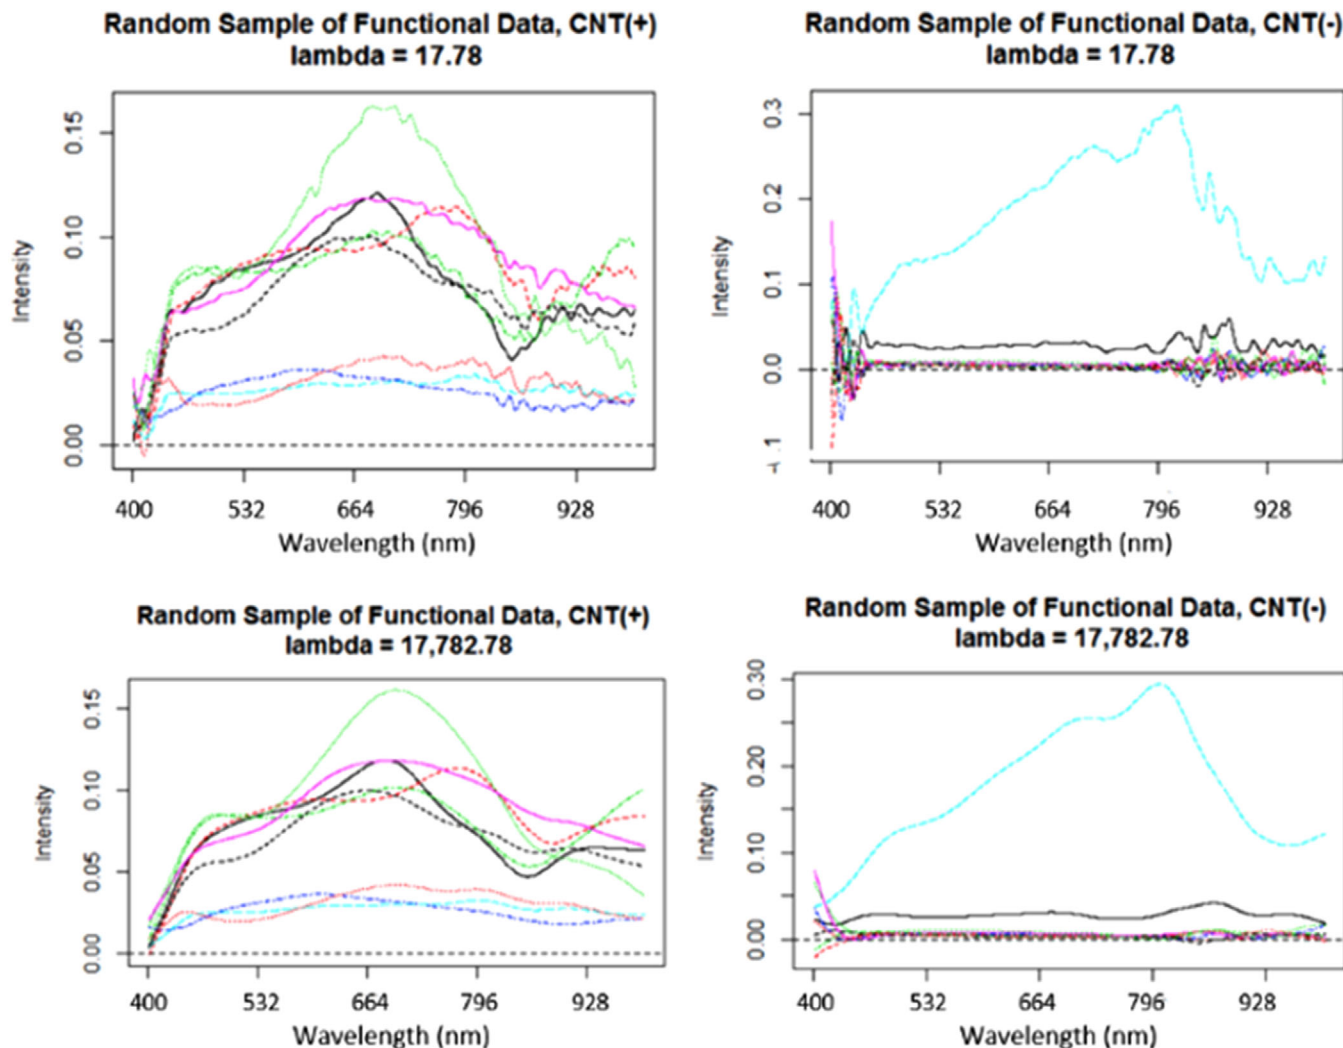 Random Sample of Functional Data, CNT(+)
lambda = 17.78
Intensity
0.15
0.10
0.05
0.00
400 532 664 796 928
Wavelength (nm)
Random Sample of Functional Data, CNT(-)
lambda = 17.78
Intensity
0.3
0.2
0.1
0.0
400 532 664 796 928
Wavelength (nm)
Random Sample of Functional Data, CNT(+)
lambda = 17,782.78
Intensity
0.15
0.10
0.05
0.00
400 532 664 796 928
Wavelength (nm)
Random Sample of Functional Data, CNT(-)
lambda = 17,782.78
Intensity
0.30
0.20
0.10
0.00
400 532 664 796 928
Wavelength (nm)